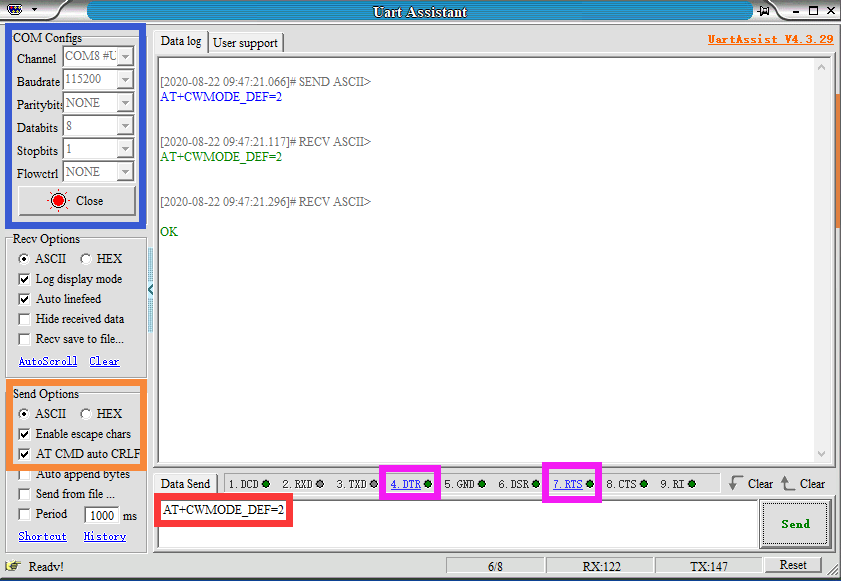 Uart Assistant
COM Configs
Channel COM8 #U
Baudrate 115200
Paritybits NONE
Databits 8
Stopbits 1
Flowctrl NONE
Close
Recv Options
ASCII HEX
Log display mode
Auto linefeed
Hide received data
Recv save to file...
AutoScroll Clear
Send Options
ASCII HEX
Enable escape chars
AT CMD auto CRLF
Auto append bytes
Send from file ...
Period 1000 ms
Shortcut History
Data log User support
UartAssist V4.3.29
[2020-08-22 09:47:21.066]# SEND ASCII>
AT+CWMODE_DEF=2
[2020-08-22 09:47:21.117]# RECV ASCII>
AT+CWMODE_DEF=2
[2020-08-22 09:47:21.296]# RECV ASCII>
OK
Data Send 1.DCD 2.RXD 3.TXD 4.DTR 5.GND 6.DSR 7.RTS 8.CTS 9.RI Clear Clear
AT+CWMODE_DEF=2
Send
Ready! 6/8 RX:122 TX:147 Reset